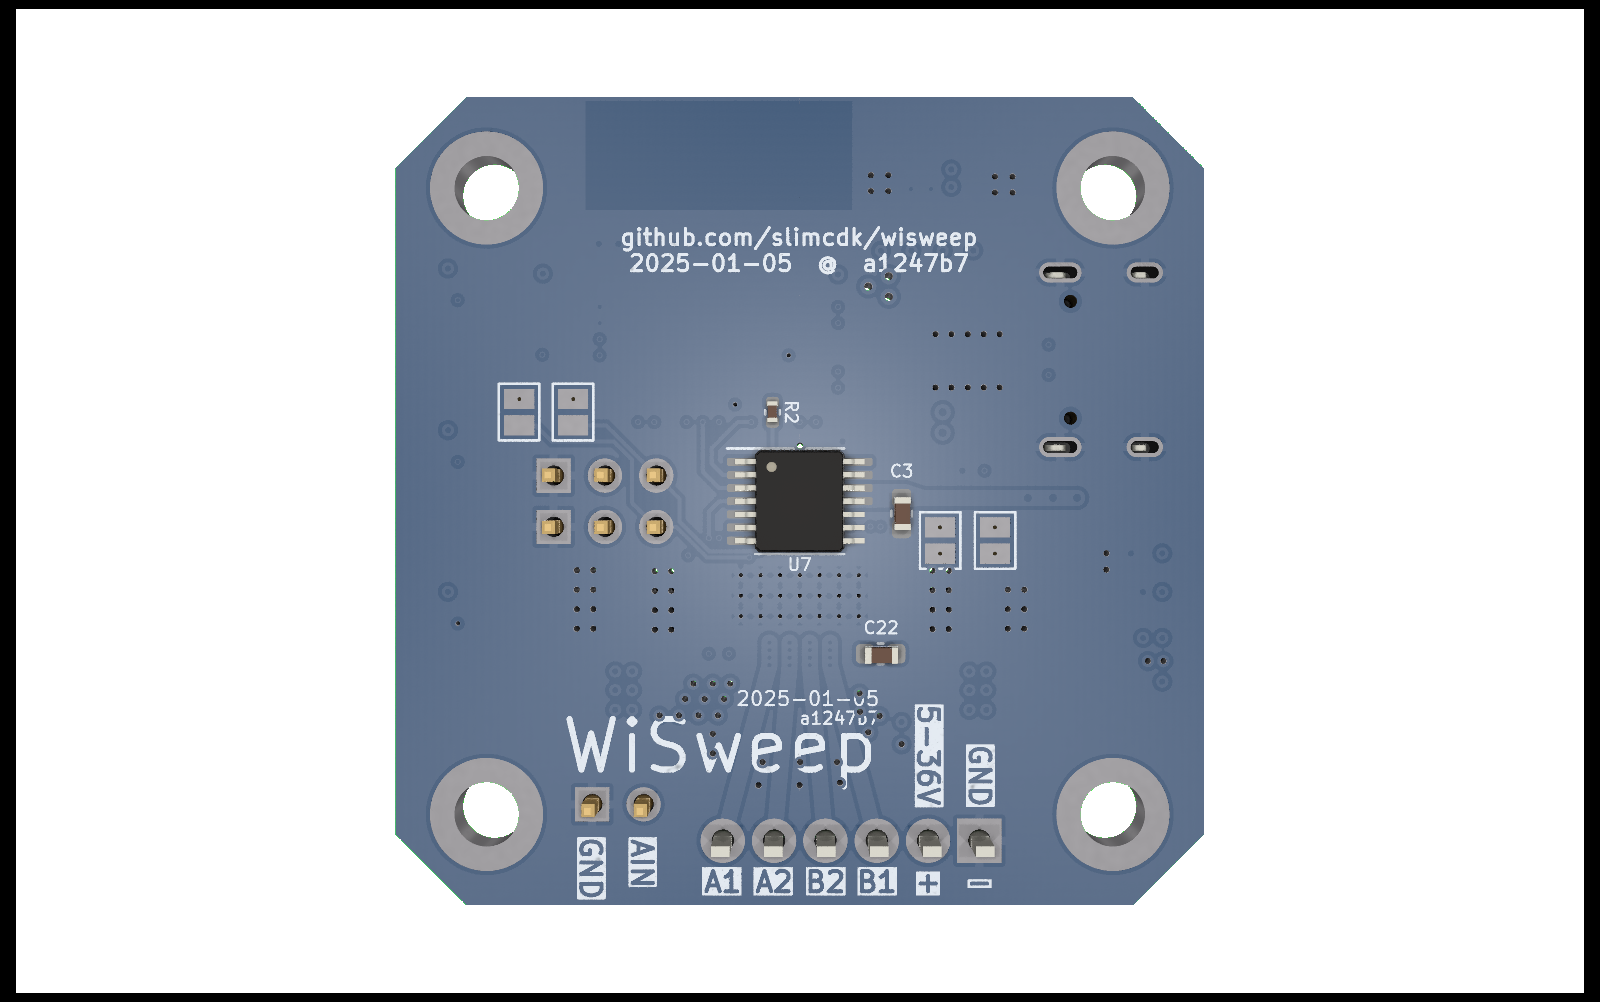 github.com/slimcdk/wisweep
2025-01-05 @ a1247b7
R2
C3
U7
C22
2025-01-05
a1247b7
WiSweep
5-36V
GND
GND
AIN
A1 A2 B2 B1 + -